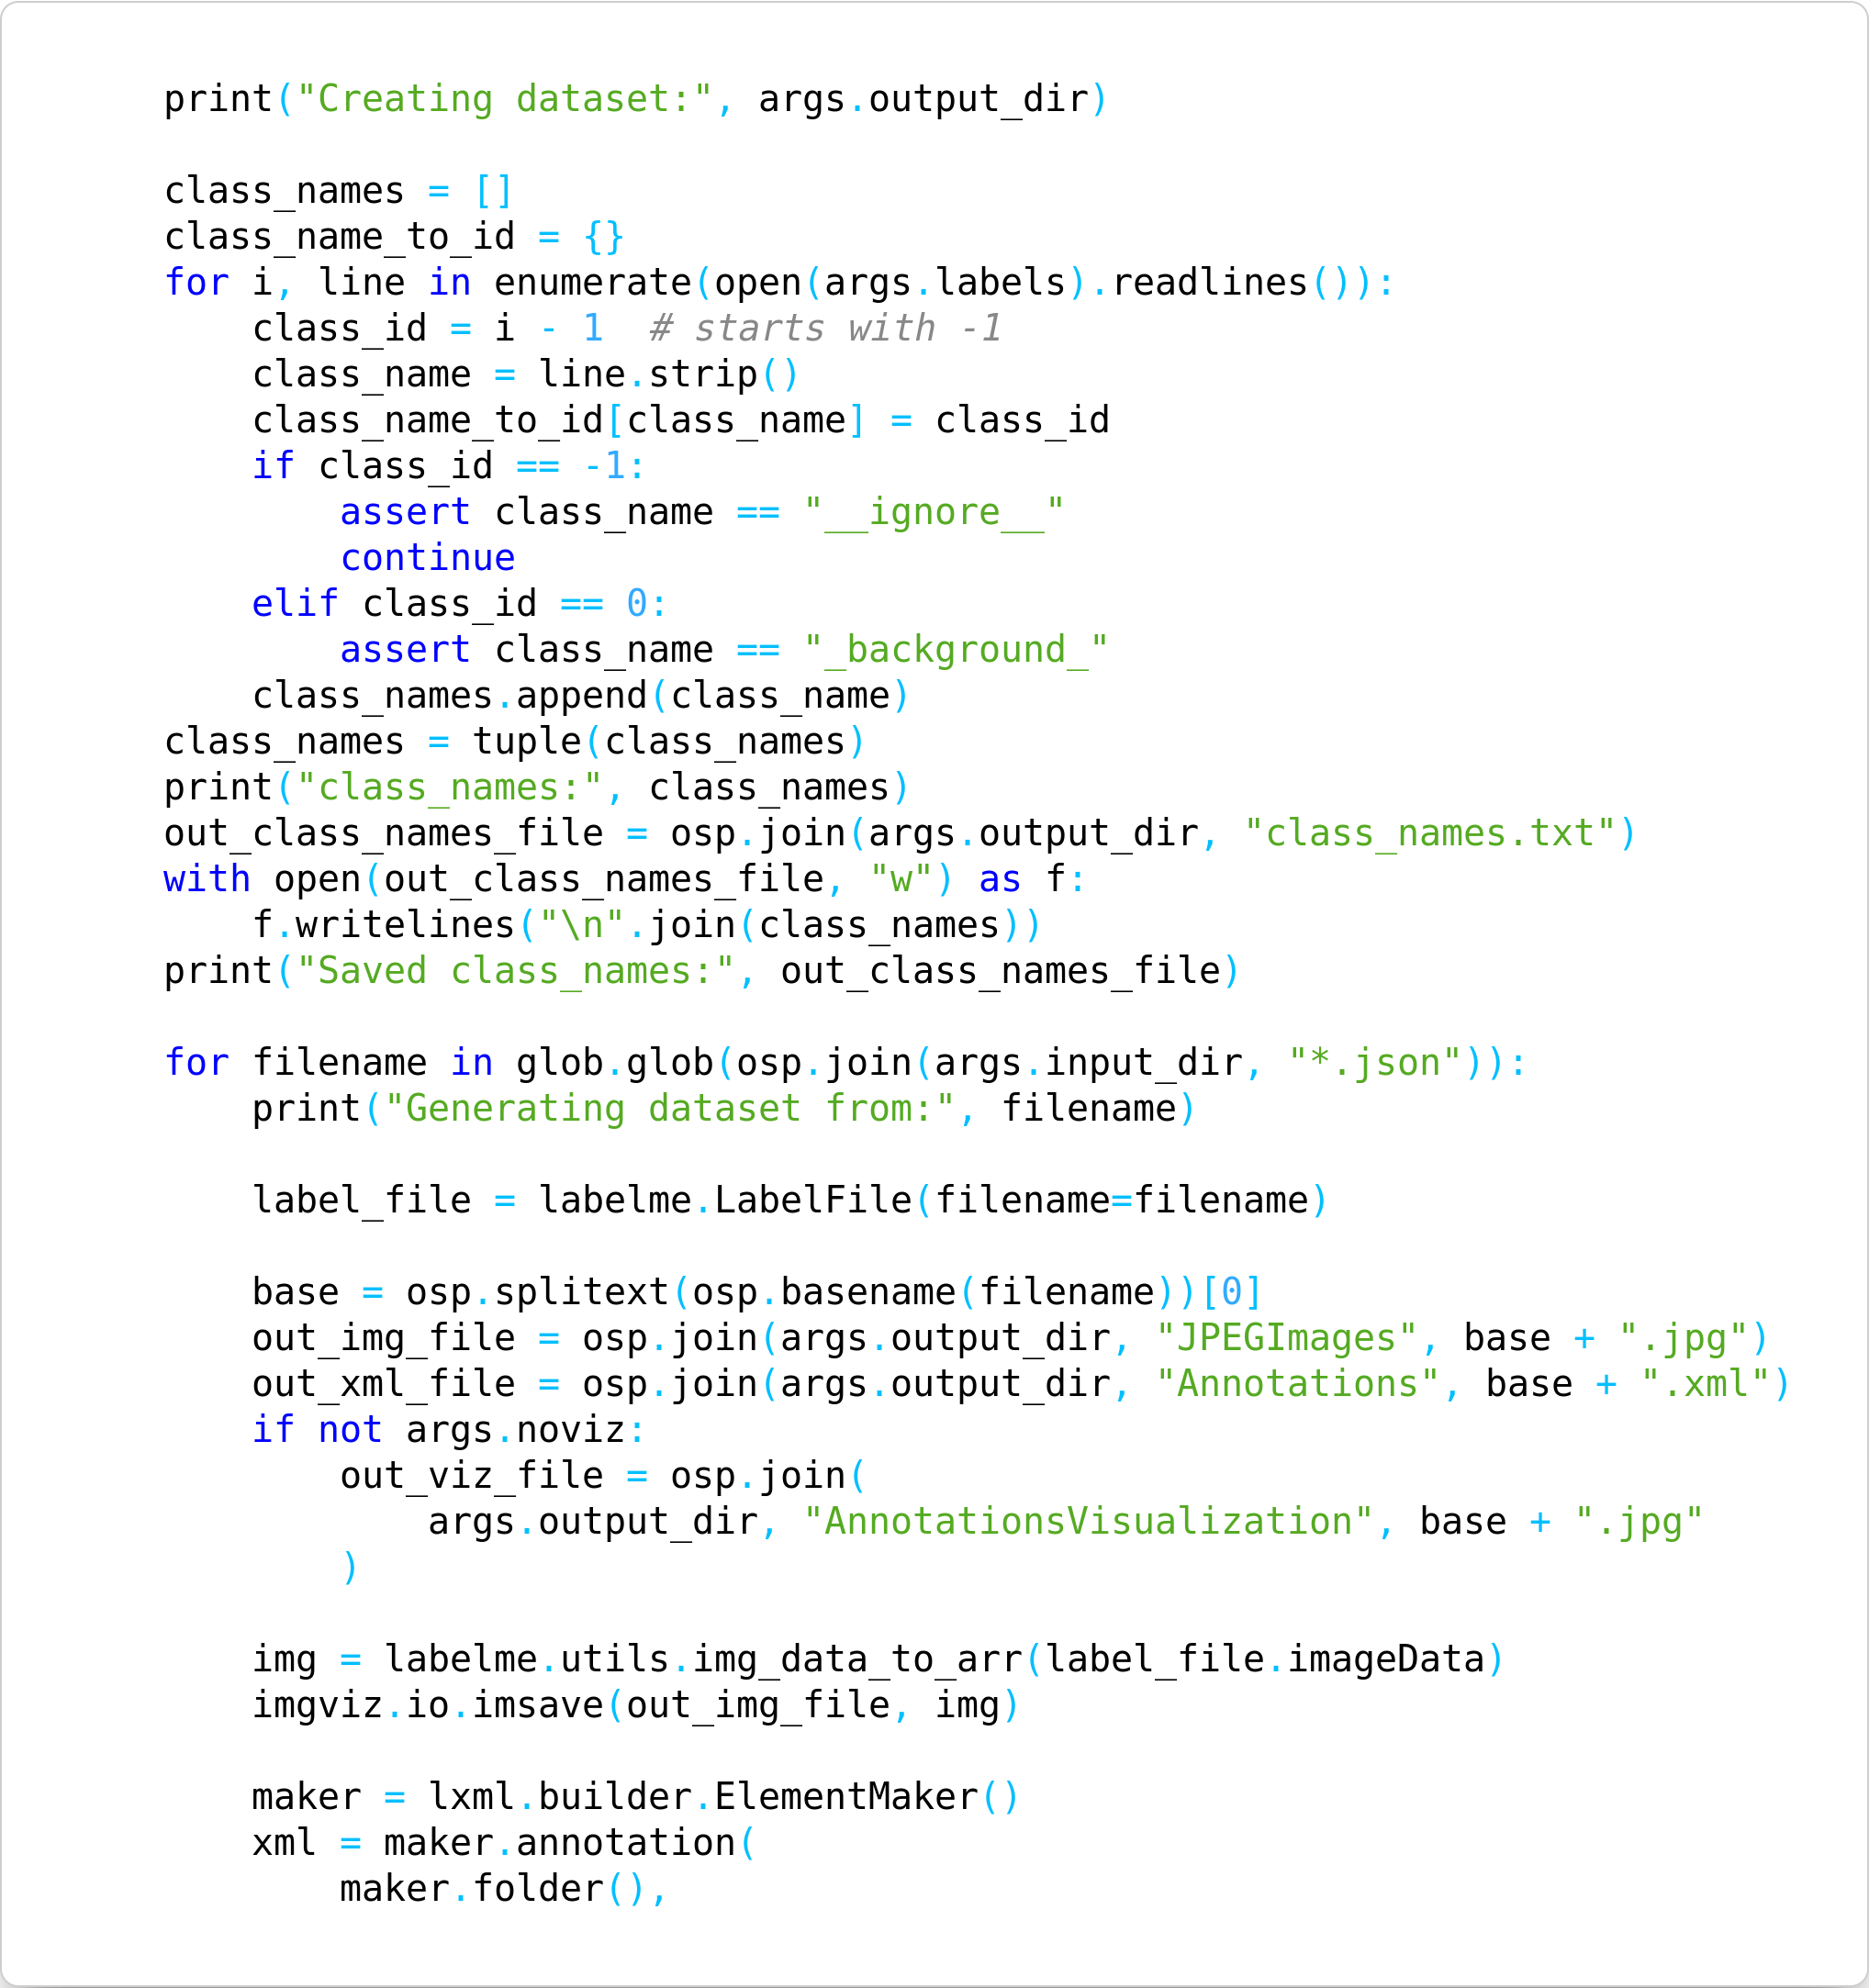 print("Creating dataset:", args.output_dir)

class_names = []
class_name_to_id = {}
for i, line in enumerate(open(args.labels).readlines()):
    class_id = i - 1  # starts with -1
    class_name = line.strip()
    class_name_to_id[class_name] = class_id
    if class_id == -1:
        assert class_name == "__ignore__"
        continue
    elif class_id == 0:
        assert class_name == "_background_"
    class_names.append(class_name)
class_names = tuple(class_names)
print("class_names:", class_names)
out_class_names_file = osp.join(args.output_dir, "class_names.txt")
with open(out_class_names_file, "w") as f:
    f.writelines("\n".join(class_names))
print("Saved class_names:", out_class_names_file)

for filename in glob.glob(osp.join(args.input_dir, "*.json")):
    print("Generating dataset from:", filename)

    label_file = labelme.LabelFile(filename=filename)

    base = osp.splitext(osp.basename(filename))[0]
    out_img_file = osp.join(args.output_dir, "JPEGImages", base + ".jpg")
    out_xml_file = osp.join(args.output_dir, "Annotations", base + ".xml")
    if not args.noviz:
        out_viz_file = osp.join(
            args.output_dir, "AnnotationsVisualization", base + ".jpg"
        )

    img = labelme.utils.img_data_to_arr(label_file.imageData)
    imgviz.io.imsave(out_img_file, img)

    maker = lxml.builder.ElementMaker()
    xml = maker.annotation(
        maker.folder(),